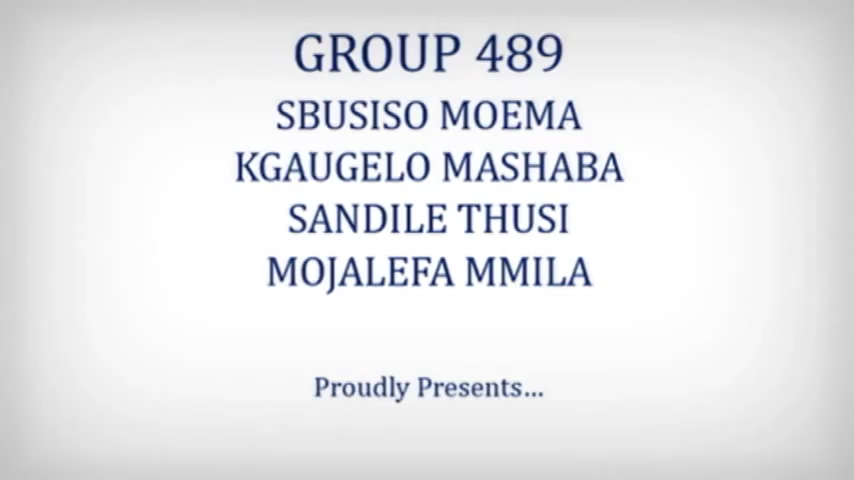 GROUP 489
SBUSISO MOEMA
KGAUGELO MASHABA
SANDILE THUSI
MOJALEFA MMILA
Proudly Presents...